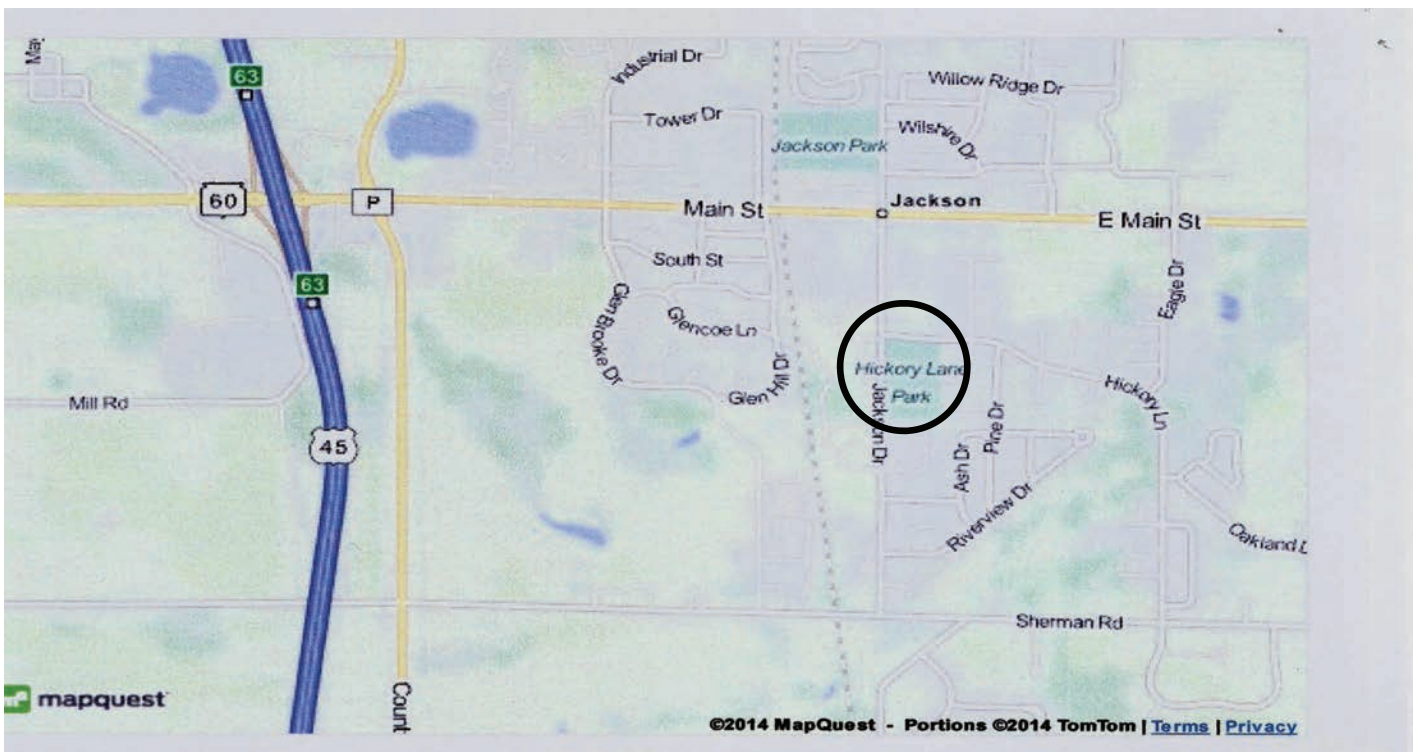 63
Industrial Dr
Willow Ridge Dr
Tower Dr
Wilshire Dr
Jackson Park
60
P
Main St
Jackson
E Main St
South St
63
Eagle Dr
Glen Brooke Dr
Glencoe Ln
Glen Hill Dr
Hickory Lane
Park
Hickory Ln
Mill Rd
Jackson Dr
Pine Dr
45
Ash Dr
Riverview Dr
Oakland D
Sherman Rd
mapquest
Count
©2014 MapQuest - Portions ©2014 TomTom | Terms | Privacy